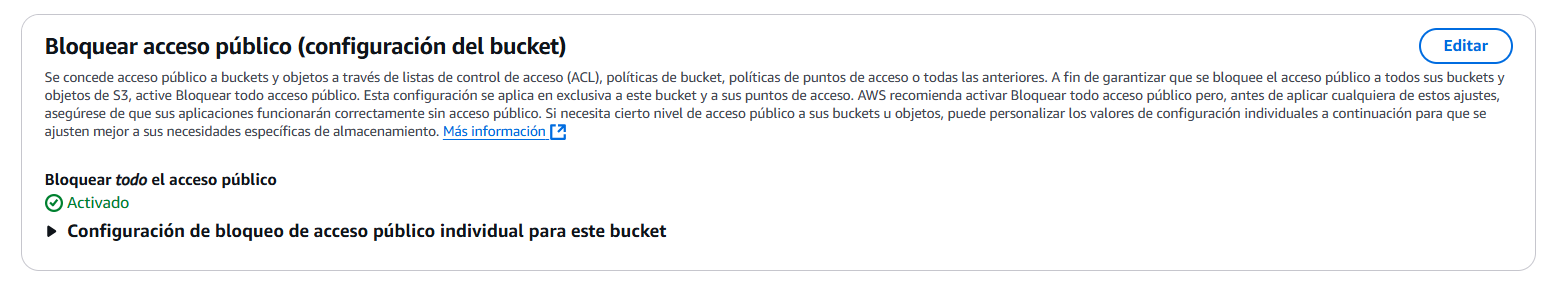 Bloquear acceso público (configuración del bucket)
Editar
Se concede acceso público a buckets y objetos a través de listas de control de acceso (ACL), políticas de bucket, políticas de puntos de acceso o todas las anteriores. A fin de garantizar que se bloquee el acceso público a todos sus buckets y
objetos de S3, active Bloquear todo acceso público. Esta configuración se aplica en exclusiva a este bucket y a sus puntos de acceso. AWS recomienda activar Bloquear todo acceso público pero, antes de aplicar cualquiera de estos ajustes,
asegúrese de que sus aplicaciones funcionarán correctamente sin acceso público. Si necesita cierto nivel de acceso público a sus buckets u objetos, puede personalizar los valores de configuración individuales a continuación para que se
ajusten mejor a sus necesidades específicas de almacenamiento. Más información
Bloquear todo el acceso público
Activado
Configuración de bloqueo de acceso público individual para este bucket